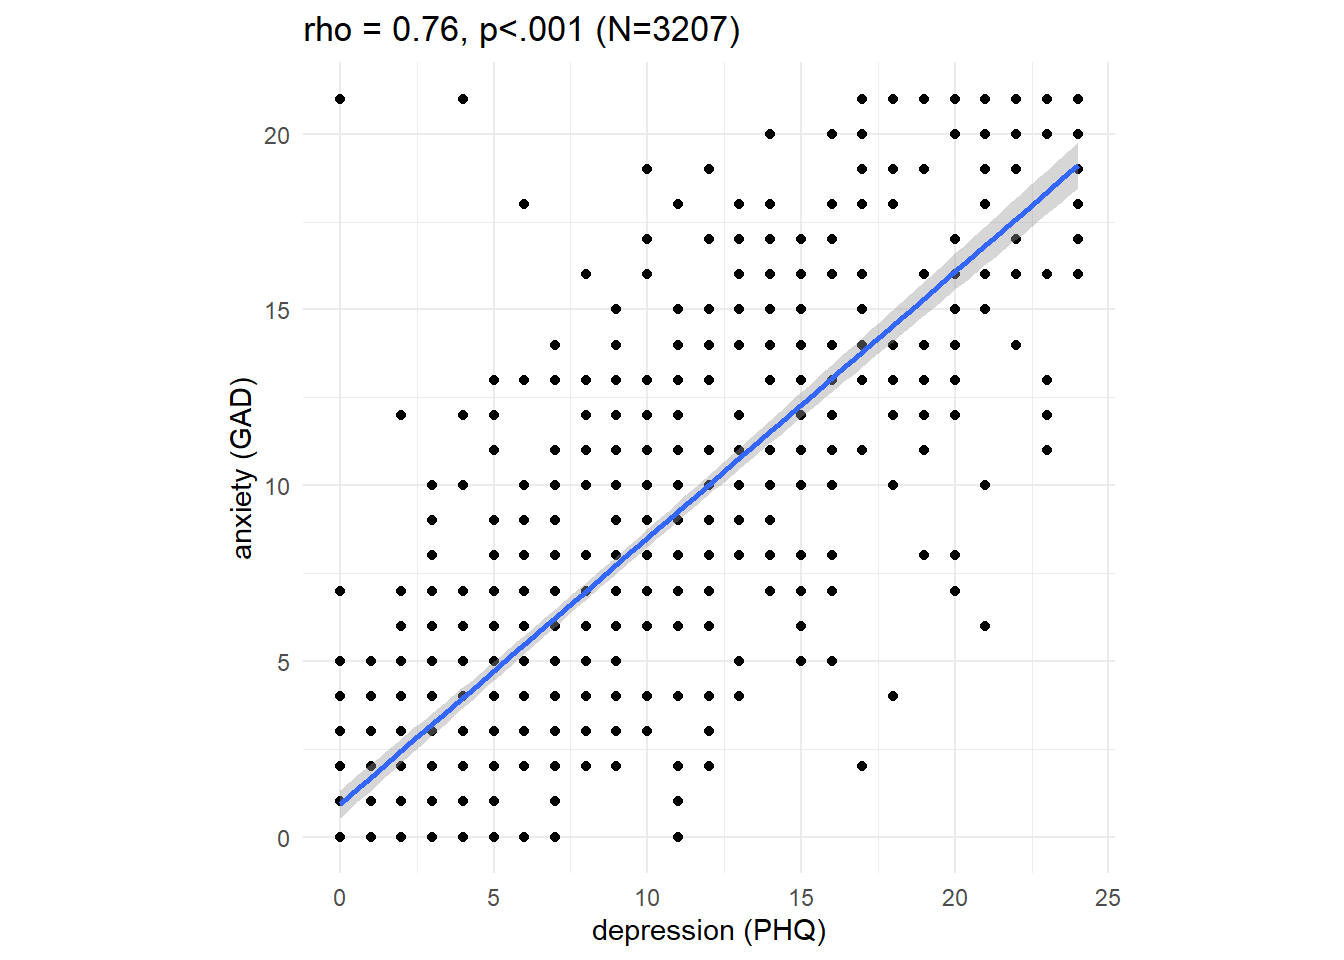 rho = 0.76, p<.001 (N=3207)
20
15
10
5
0
anxiety (GAD)
0 5 10 15 20 25
depression (PHQ)